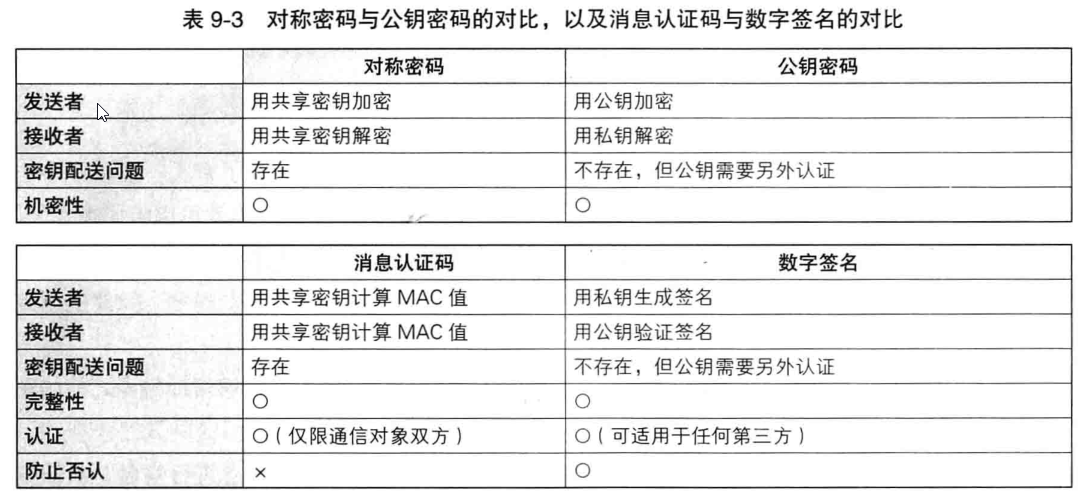 表 9-3 对称密码与公钥密码的对比，以及消息认证码与数字签名的对比
对称密码 公钥密码
发送者 用共享密钥加密 用公钥加密
接收者 用共享密钥解密 用私钥解密
密钥配送问题 存在 不存在，但公钥需要另外认证
机密性 ○ ○
消息认证码 数字签名
发送者 用共享密钥计算 MAC 值 用私钥生成签名
接收者 用共享密钥计算 MAC 值 用公钥验证签名
密钥配送问题 存在 不存在，但公钥需要另外认证
完整性 ○ ○
认证 ○（仅限通信对象双方） ○（可适用于任何第三方）
防止否认 × ○